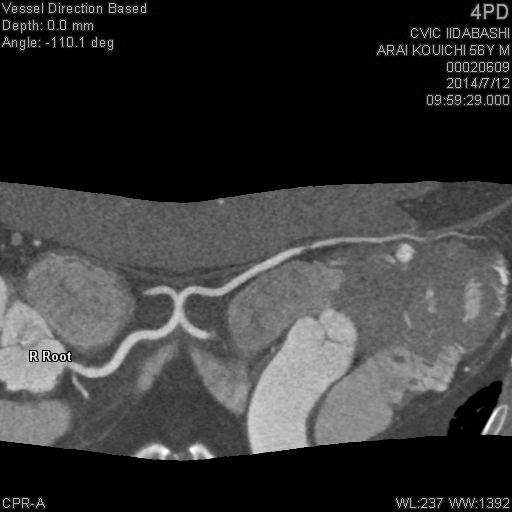 Vessel Direction Based
Depth: 0.0 mm
Angle: -110.1 deg
4PD
CVIC IIDABASHI
ARAI KOUICHI 56Y M
00020609
2014/7/12
09:59:29.000
R Root
CPR-A
WL:237 WW:1392